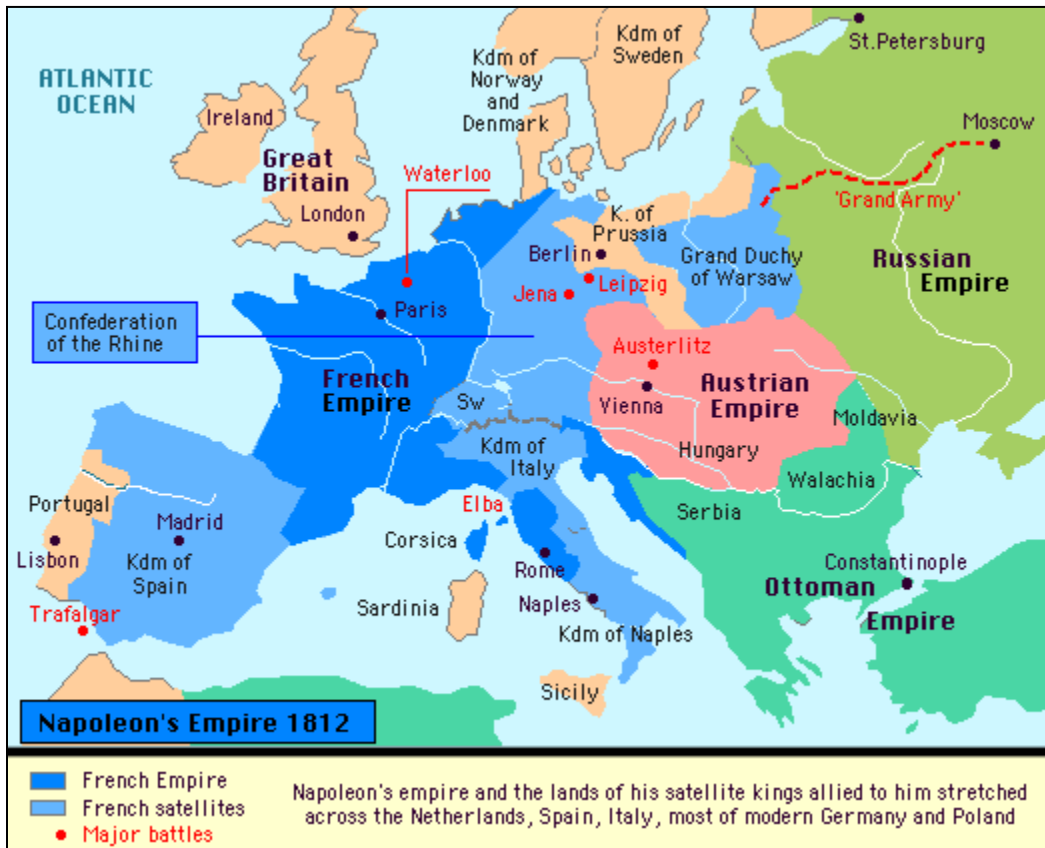 ATLANTIC
OCEAN
Ireland
Great
Britain
London
Kdm of
Norway
and
Denmark
Kdm of
Sweden
St.Petersburg
Moscow
'Grand Army'
Waterloo
K. of
Prussia
Berlin
Grand Duchy
of Warsaw
Russian
Empire
Jena
Leipzig
Paris
Confederation
of the Rhine
French
Empire
Austerlitz
Austrian
Empire
Vienna
Sw
Hungary
Moldavia
Kdm of
Italy
Walachia
Portugal
Madrid
Lisbon
Kdm of
Spain
Trafalgar
Elba
Corsica
Rome
Serbia
Constantinople
Ottoman
Empire
Sardinia
Naples
Kdm of Naples
Sicily
Napoleon's Empire 1812
French Empire
French satellites
Major battles
Napoleon's empire and the lands of his satellite kings allied to him stretched
across the Netherlands, Spain, Italy, most of modern Germany and Poland